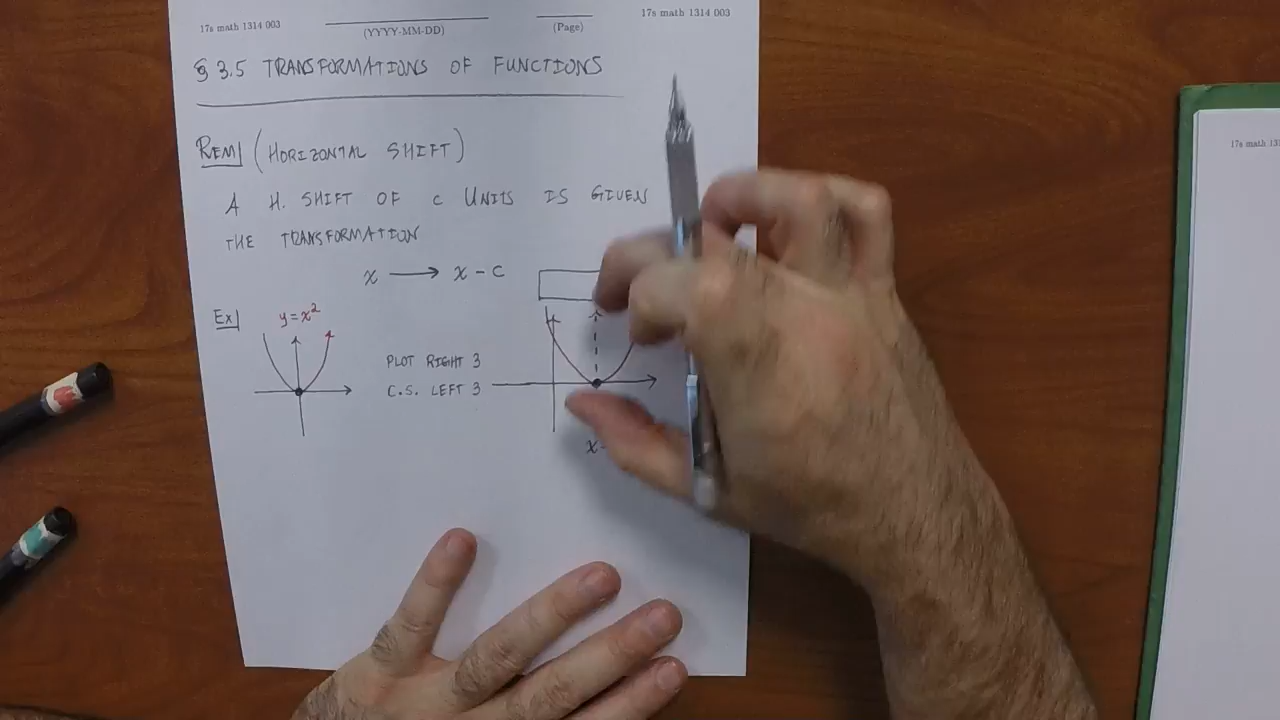 17s math 1314 003
(YYYY-MM-DD)
(Page)
17s math 1314 003
§ 3.5 TRANSFORMATIONS OF FUNCTIONS
REM (HORIZONTAL SHIFT)
A H. SHIFT OF c UNITS IS GIVEN
THE TRANSFORMATION
x → x - c
Ex
y = x²
PLOT RIGHT 3
C.S. LEFT 3
x-
17s math 131